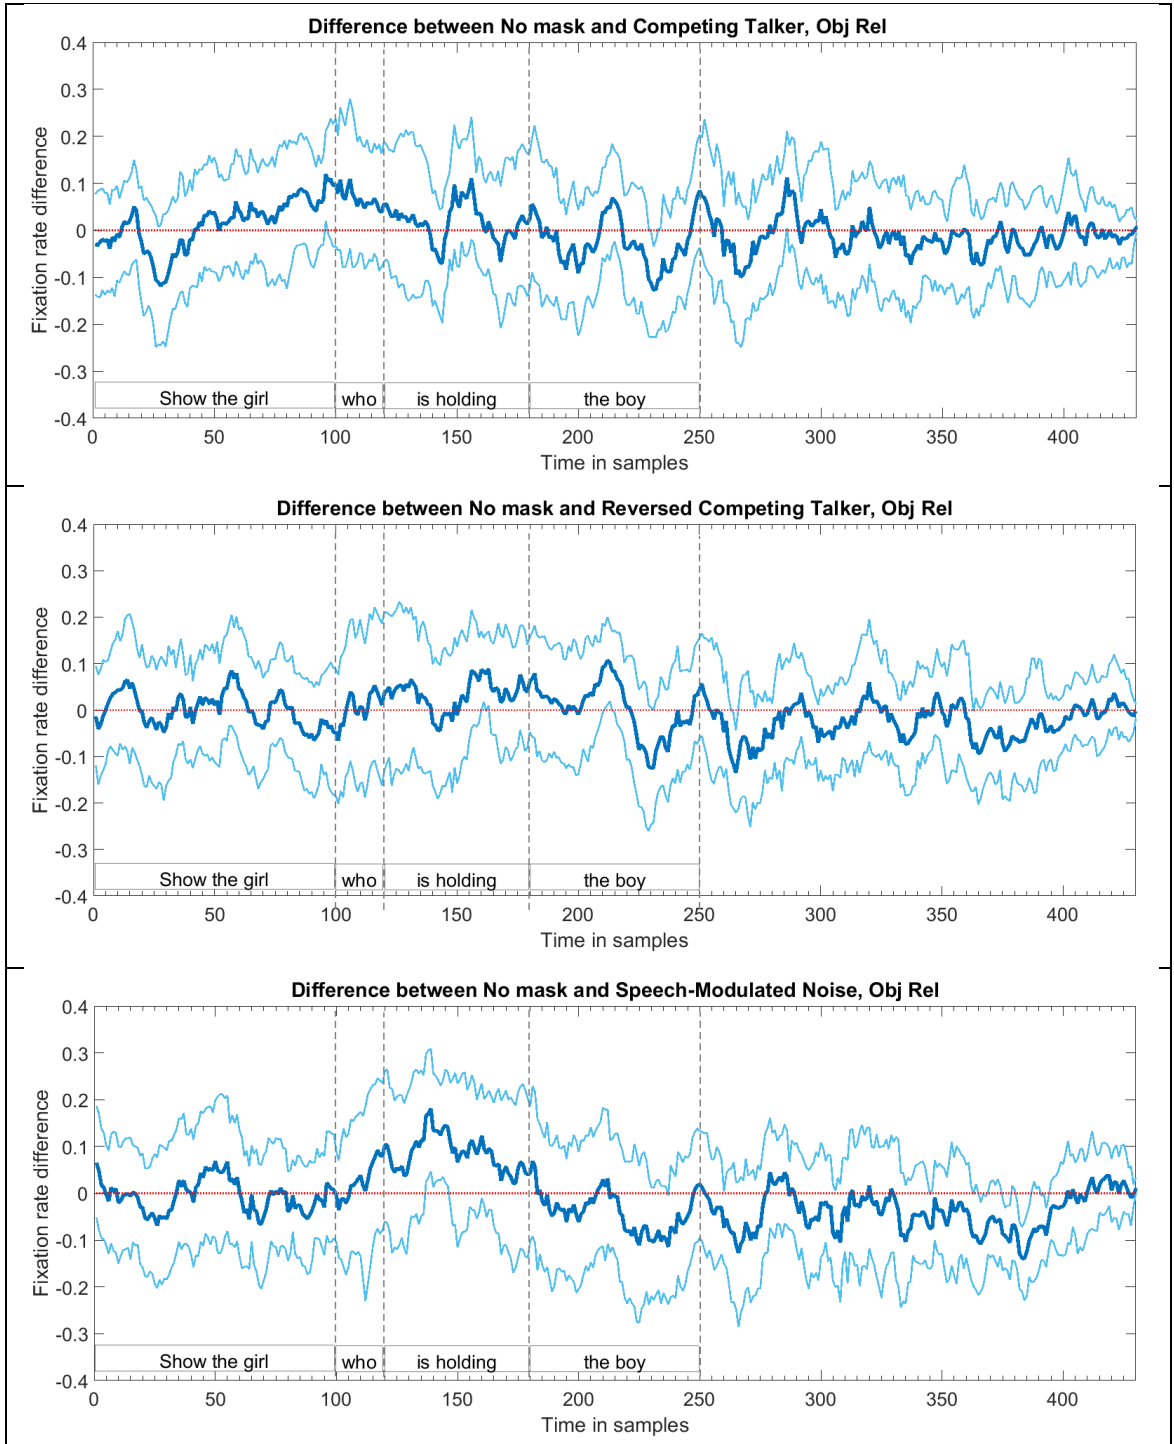 Difference between No mask and Competing Talker, Obj Rel
0.4
0.3
0.2
0.1
0
-0.1
-0.2
-0.3
-0.4
Fixation rate difference
Show the girl who is holding the boy
0 50 100 150 200 250 300 350 400
Time in samples
Difference between No mask and Reversed Competing Talker, Obj Rel
0.4
0.3
0.2
0.1
0
-0.1
-0.2
-0.3
-0.4
Fixation rate difference
Show the girl who is holding the boy
0 50 100 150 200 250 300 350 400
Time in samples
Difference between No mask and Speech-Modulated Noise, Obj Rel
0.4
0.3
0.2
0.1
0
-0.1
-0.2
-0.3
-0.4
Fixation rate difference
Show the girl who is holding the boy
0 50 100 150 200 250 300 350 400
Time in samples